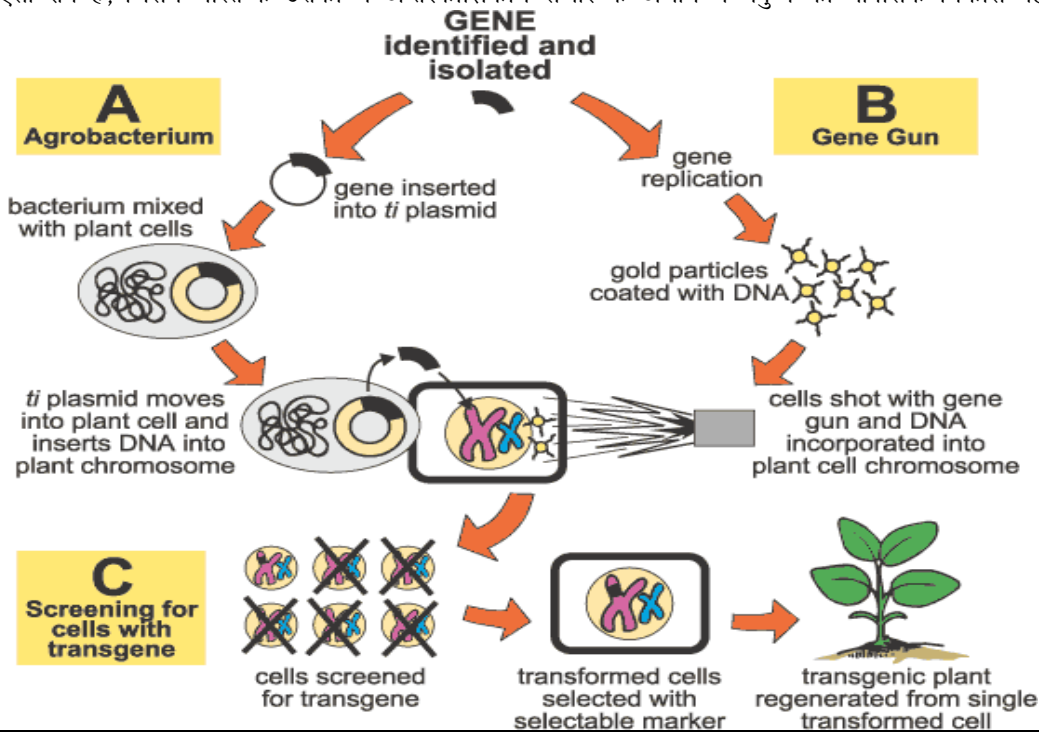 GENE
identified and
isolated
A
Agrobacterium
B
Gene Gun
gene inserted
into ti plasmid
gene
replication
bacterium mixed
with plant cells
gold particles
coated with DNA
ti plasmid moves
into plant cell and
inserts DNA into
plant chromosome
cells shot with gene
gun and DNA
incorporated into
plant cell chromosome
C
Screening for
cells with
transgene
cells screened
for transgene
transformed cells
selected with
selectable marker
transgenic plant
regenerated from single
transformed cell